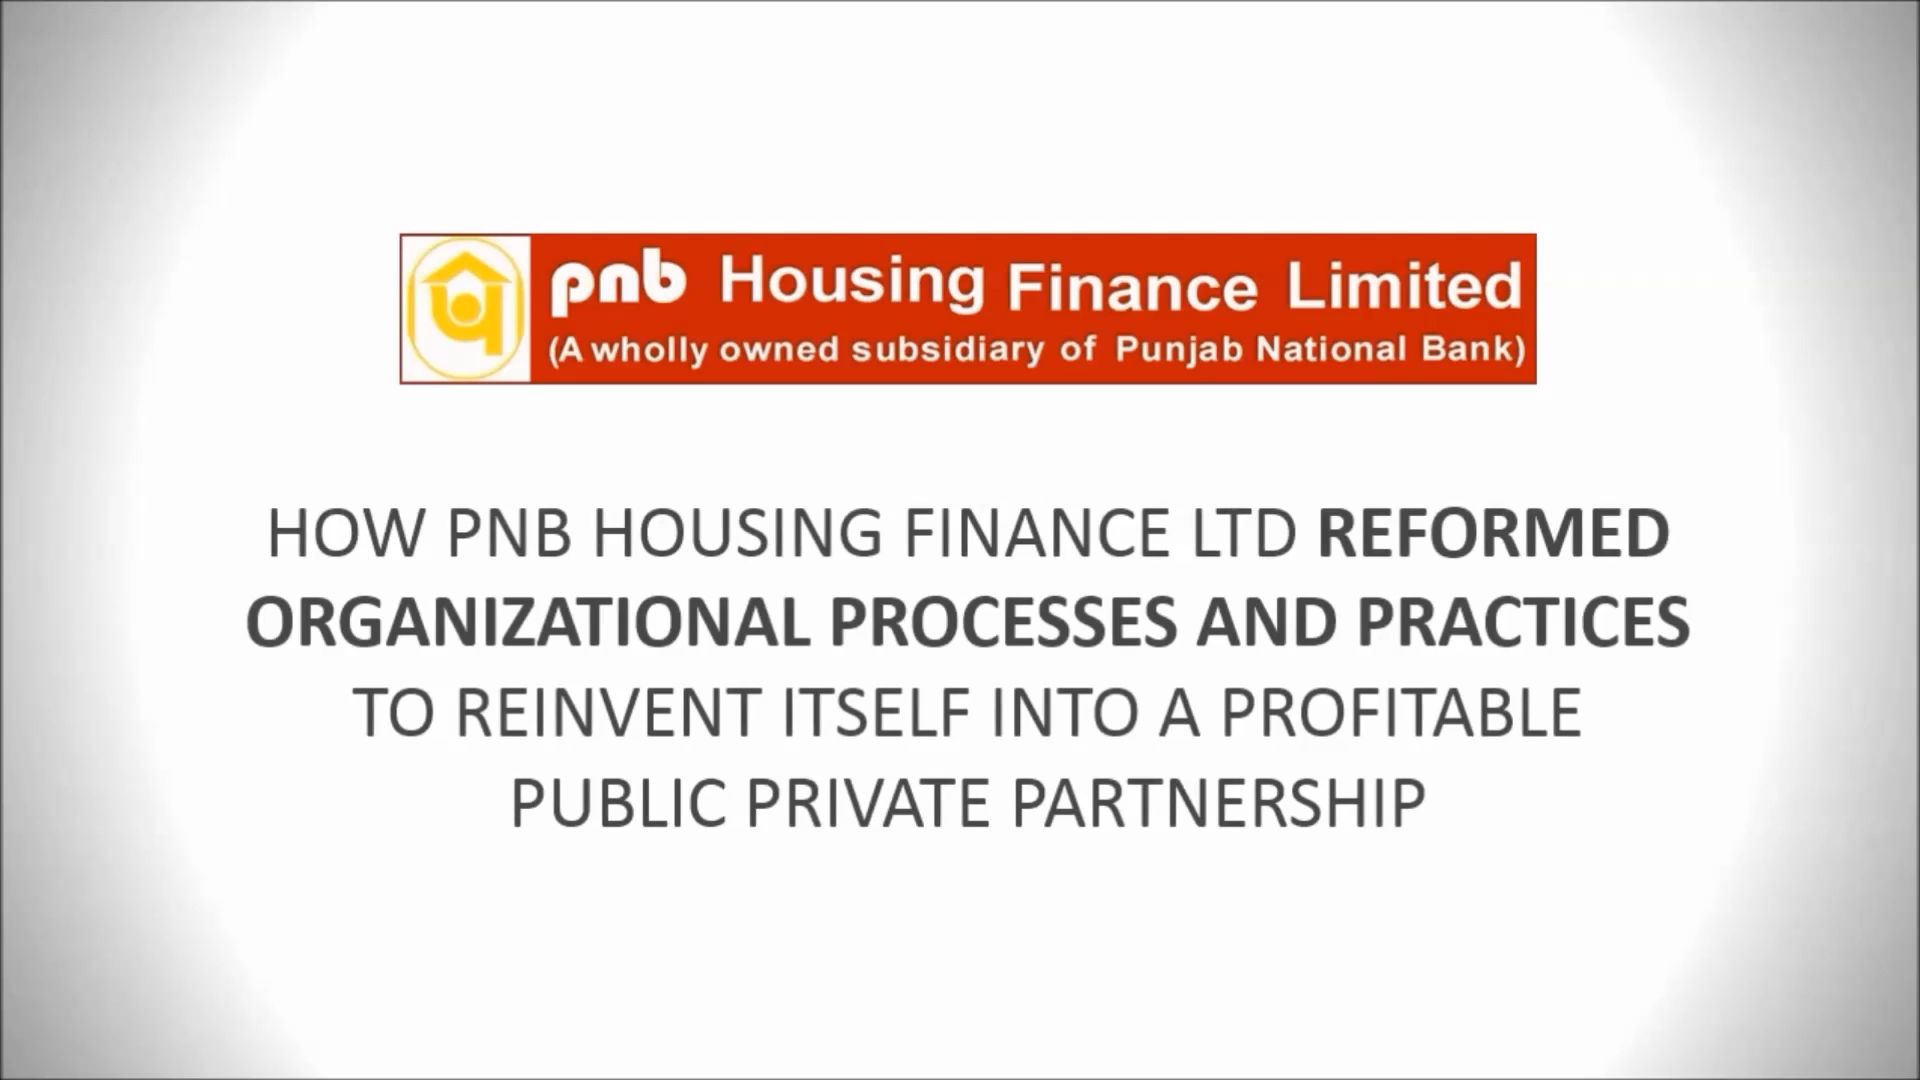 pnb Housing Finance Limited
(A wholly owned subsidiary of Punjab National Bank)
HOW PNB HOUSING FINANCE LTD REFORMED
ORGANIZATIONAL PROCESSES AND PRACTICES
TO REINVENT ITSELF INTO A PROFITABLE
PUBLIC PRIVATE PARTNERSHIP